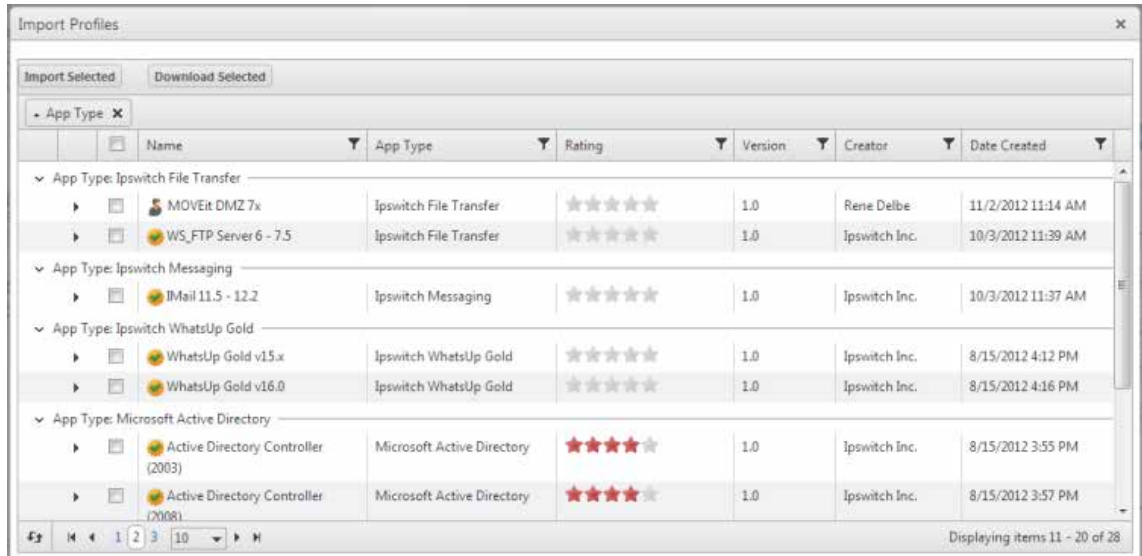 Import Profiles
Import Selected Download Selected
App Type
Name App Type Rating Version Creator Date Created
App Type: Ipswitch File Transfer
MOVEit DMZ 7x Ipswitch File Transfer 1.0 Rene Delbe 11/2/2012 11:14 AM
WS_FTP Server 6 - 7.5 Ipswitch File Transfer 1.0 Ipswitch Inc. 10/3/2012 11:39 AM
App Type: Ipswitch Messaging
IMail 11.5 - 12.2 Ipswitch Messaging 1.0 Ipswitch Inc. 10/3/2012 11:37 AM
App Type: Ipswitch WhatsUp Gold
WhatsUp Gold v15.x Ipswitch WhatsUp Gold 1.0 Ipswitch Inc. 8/15/2012 4:12 PM
WhatsUp Gold v16.0 Ipswitch WhatsUp Gold 1.0 Ipswitch Inc. 8/15/2012 4:16 PM
App Type: Microsoft Active Directory
Active Directory Controller Microsoft Active Directory 1.0 Ipswitch Inc. 8/15/2012 3:55 PM
(2003)
Active Directory Controller Microsoft Active Directory 1.0 Ipswitch Inc. 8/15/2012 3:57 PM
(2008)
1 2 3 10 Displaying items 11 - 20 of 28